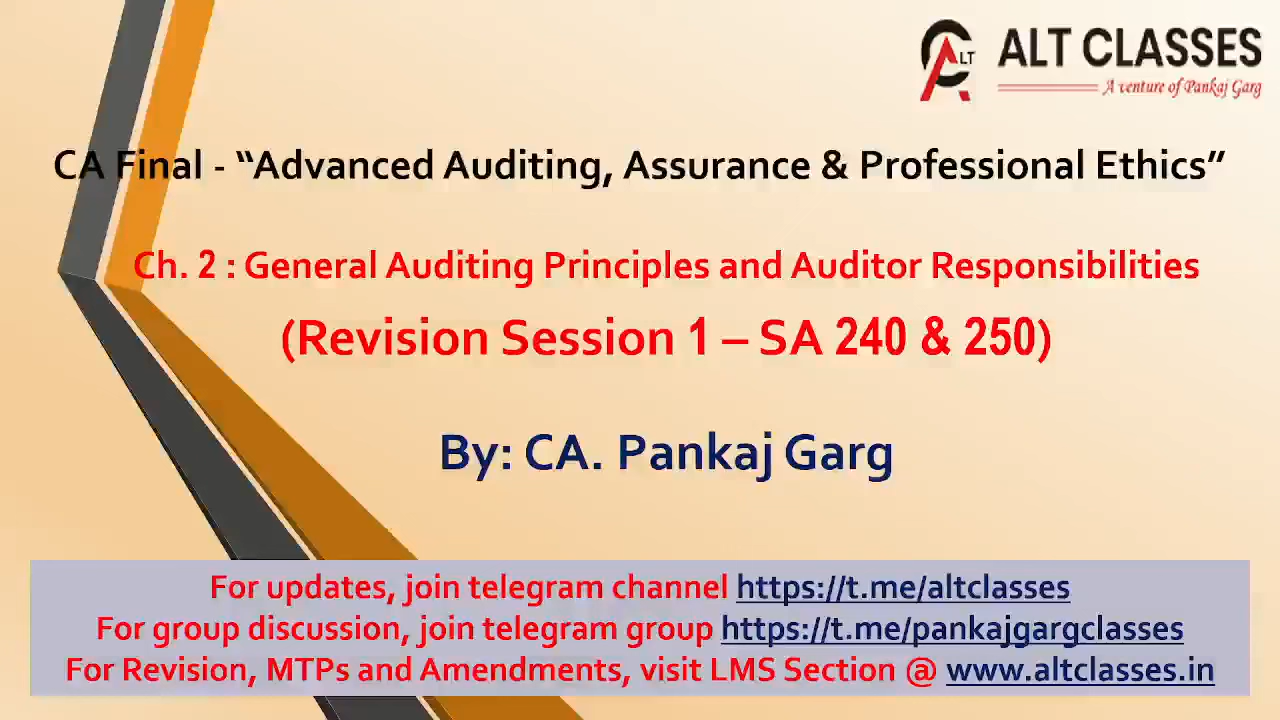 ALT
ALT CLASSES
A venture of Pankaj Garg
CA Final - “Advanced Auditing, Assurance & Professional Ethics”
Ch. 2 : General Auditing Principles and Auditor Responsibilities
(Revision Session 1 – SA 240 & 250)
By: CA. Pankaj Garg
For updates, join telegram channel https://t.me/altclasses
For group discussion, join telegram group https://t.me/pankajgargclasses
For Revision, MTPs and Amendments, visit LMS Section @ www.altclasses.in